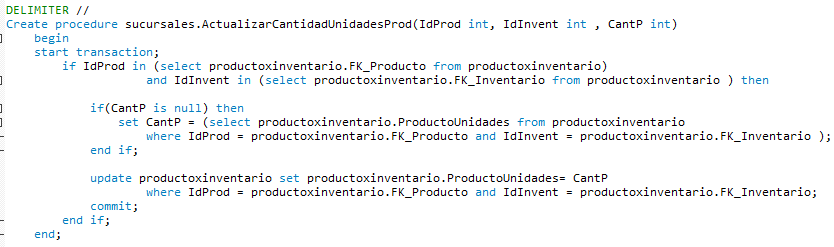 DELIMITER //
Create procedure sucursales.ActualizarCantidadUnidadesProd(IdProd int, IdInvent int , CantP int)
begin
start transaction;
if IdProd in (select productoxinventario.FK_Producto from productoxinventario)
and IdInvent in (select productoxinventario.FK_Inventario from productoxinventario ) then
if(CantP is null) then
set CantP = (select productoxinventario.ProductoUnidades from productoxinventario
where IdProd = productoxinventario.FK_Producto and IdInvent = productoxinventario.FK_Inventario );
end if;
update productoxinventario set productoxinventario.ProductoUnidades= CantP
where IdProd = productoxinventario.FK_Producto and IdInvent = productoxinventario.FK_Inventario;
commit;
end if;
end;